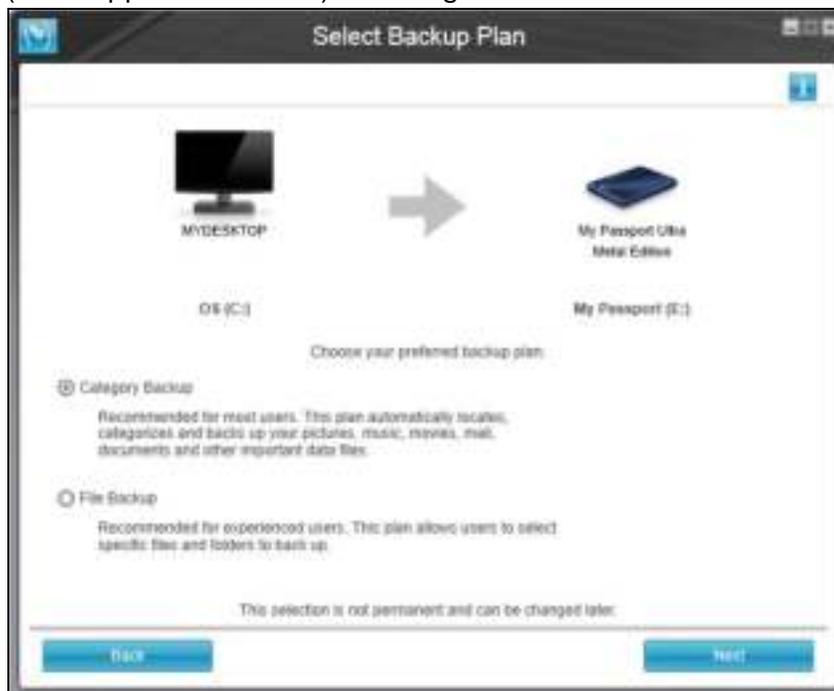 Select Backup Plan
MYDESKTOP
My Passport Ultra
Metal Edition
OS (C:)
My Passport (E:)
Choose your preferred backup plan.
Category Backup
Recommended for most users. This plan automatically locates,
categorizes and backs up your pictures, music, movies, mail,
documents and other important data files.
File Backup
Recommended for experienced users. This plan allows users to select
specific files and folders to back up.
This selection is not permanent and can be changed later.
Back
Next